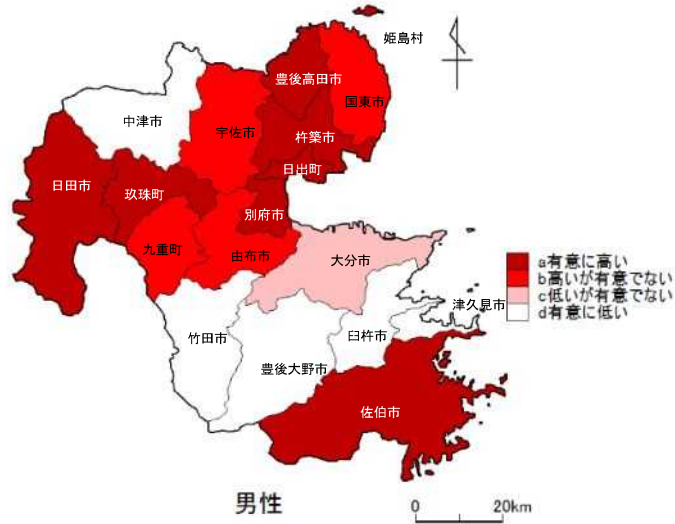 姫島村
豊後高田市
国東市
中津市
宇佐市
杵築市
日出町
日田市
玖珠町
別府市
九重町
由布市
大分市
a有意に高い
b高いが有意でない
c低いが有意でない
d有意に低い
津久見市
竹田市
臼杵市
豊後大野市
佐伯市
男性
0 20km